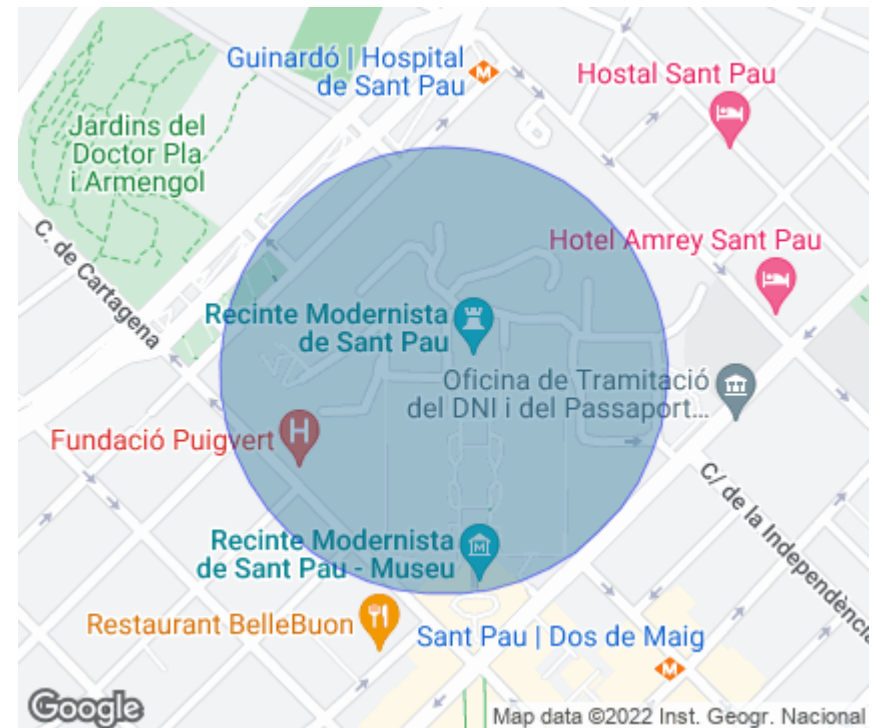 Guinardó | Hospital
de Sant Pau
Hostal Sant Pau
Jardins del
Doctor Pla
i Armengol
C. de Cartagena
Hotel Amrey Sant Pau
Recinte Modernista
de Sant Pau
Oficina de Tramitació
del DNI i del Passaport...
Fundació Puigvert
H
C/ de la Independència
Recinte Modernista
de Sant Pau - Museu
Restaurant BelleBuon
Sant Pau | Dos de Maig
Google
Map data ©2022 Inst. Geogr. Nacional